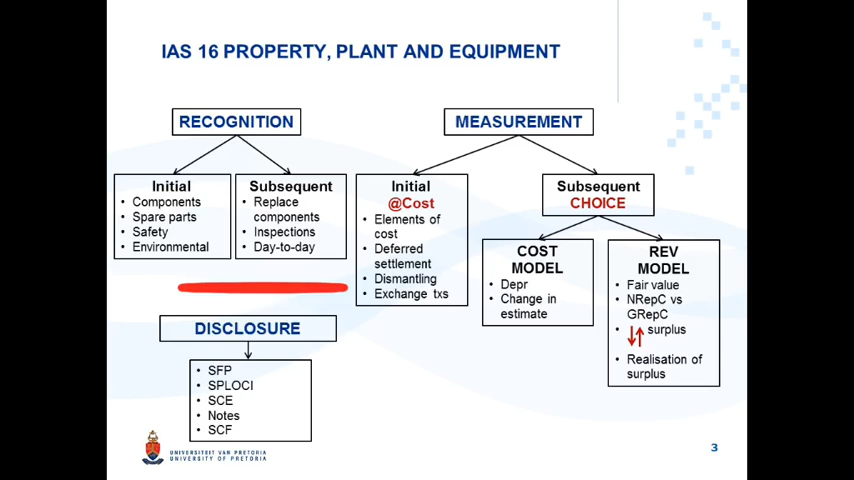 IAS 16 PROPERTY, PLANT AND EQUIPMENT
RECOGNITION
Initial
• Components
• Spare parts
• Safety
• Environmental
Subsequent
• Replace
components
• Inspections
• Day-to-day
MEASUREMENT
Initial
@Cost
• Elements of
cost
• Deferred
settlement
• Dismantling
• Exchange txs
Subsequent
CHOICE
COST
MODEL
• Depr
• Change in
estimate
REV
MODEL
• Fair value
• NRepC vs
GRepC
• ↓↑ surplus
• Realisation of
surplus
DISCLOSURE
• SFP
• SPLOCI
• SCE
• Notes
• SCF
UNIVERSITEIT VAN PRETORIA
UNIVERSITY OF PRETORIA
3